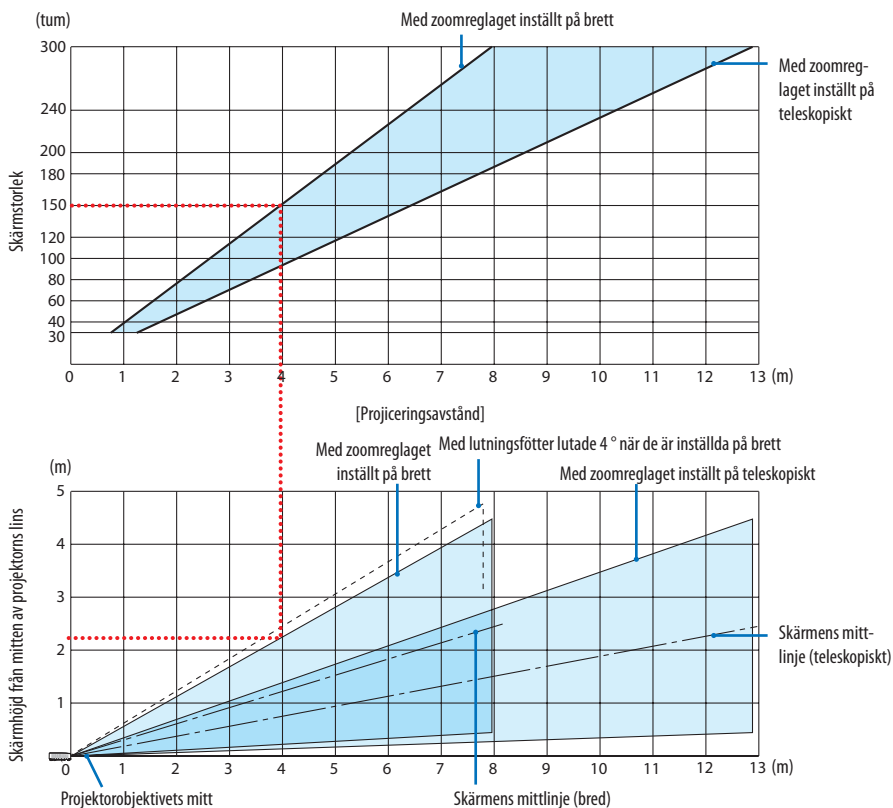 (tum)
Med zoomreglaget inställt på brett
300
240
200
180
150
120
100
80
60
40
30
Skärmstorlek
Med zoomreg-
laget inställt på
teleskopiskt
0 1 2 3 4 5 6 7 8 9 10 11 12 13 (m)
[Projiceringsavstånd]
Med zoomreglaget
inställt på brett
Med lutningsfötter lutade 4 ° när de är inställda på brett
Med zoomreglaget inställt på teleskopiskt
(m)
5
4
3
2
1
Skärmhöjd från mitten av projektorns lins
Skärmens mitt-
linje (teleskopiskt)
0 1 2 3 4 5 6 7 8 9 10 11 12 13 (m)
Projektorobjektivets mitt
Skärmens mittlinje (bred)